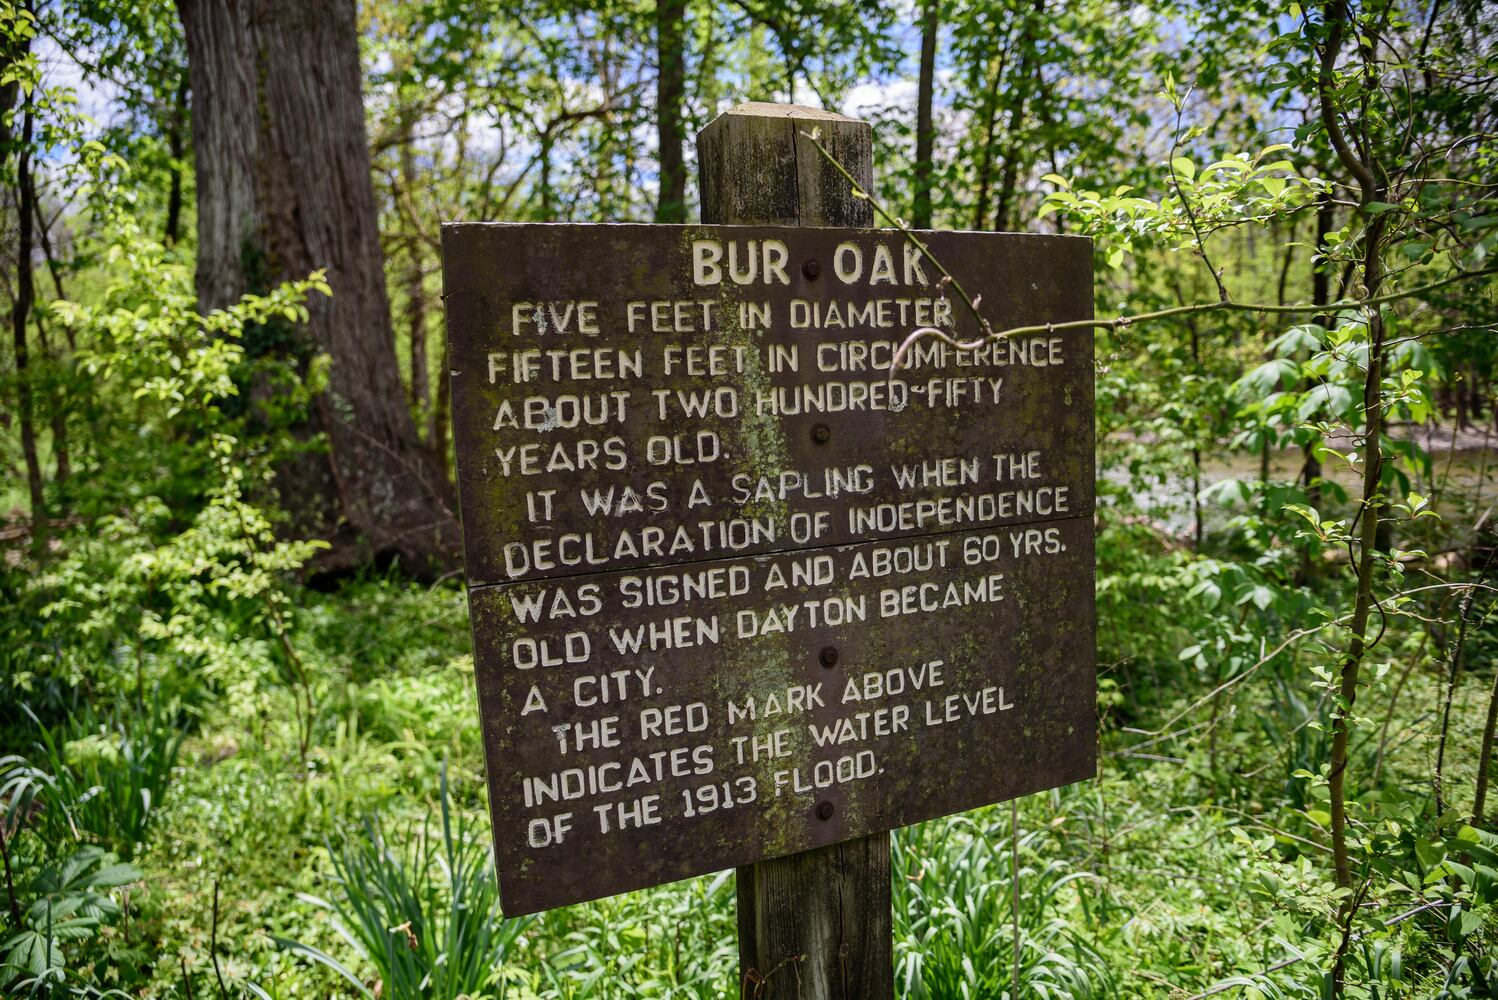 BUR OAK
FIVE FEET IN DIAMETER
FIFTEEN FEET IN CIRCUMFERENCE
ABOUT TWO HUNDRED~FIFTY
YEARS OLD.
IT WAS A SAPLING WHEN THE
DECLARATION OF INDEPENDENCE
WAS SIGNED AND ABOUT 60 YRS.
OLD WHEN DAYTON BECAME
A CITY.
THE RED MARK ABOVE
INDICATES THE WATER LEVEL
OF THE 1913 FLOOD.